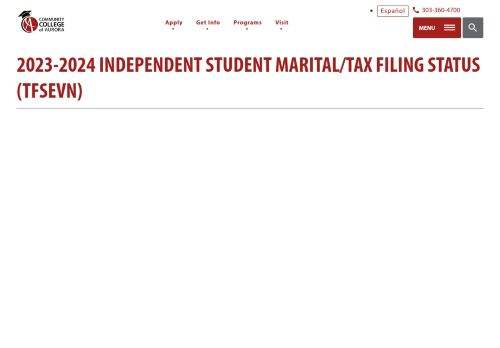 COMMUNITY
COLLEGE
of AURORA
Apply
Get Info
Programs
Visit
Español
303-360-4700
MENU
2023-2024 INDEPENDENT STUDENT MARITAL/TAX FILING STATUS
(TFSEVN)